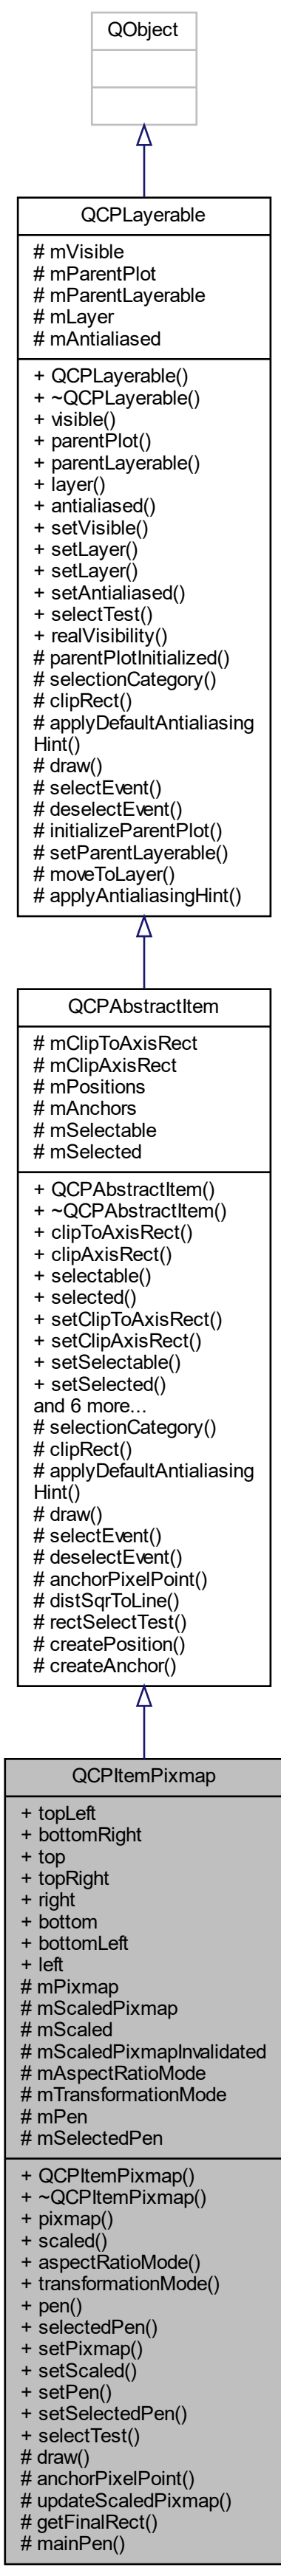 QObject
QCPLayerable
# mVisible
# mParentPlot
# mParentLayerable
# mLayer
# mAntialiased
+ QCPLayerable()
+ ~QCPLayerable()
+ visible()
+ parentPlot()
+ parentLayerable()
+ layer()
+ antialiased()
+ setVisible()
+ setLayer()
+ setLayer()
+ setAntialiased()
+ selectTest()
+ realVisibility()
# parentPlotInitialized()
# selectionCategory()
# clipRect()
# applyDefaultAntialiasing
Hint()
# draw()
# selectEvent()
# deselectEvent()
# initializeParentPlot()
# setParentLayerable()
# moveToLayer()
# applyAntialiasingHint()
QCPAbstractItem
# mClipToAxisRect
# mClipAxisRect
# mPositions
# mAnchors
# mSelectable
# mSelected
+ QCPAbstractItem()
+ ~QCPAbstractItem()
+ clipToAxisRect()
+ clipAxisRect()
+ selectable()
+ selected()
+ setClipToAxisRect()
+ setClipAxisRect()
+ setSelectable()
+ setSelected()
and 6 more...
# selectionCategory()
# clipRect()
# applyDefaultAntialiasing
Hint()
# draw()
# selectEvent()
# deselectEvent()
# anchorPixelPoint()
# distSqrToLine()
# rectSelectTest()
# createPosition()
# createAnchor()
QCPItemPixmap
+ topLeft
+ bottomRight
+ top
+ topRight
+ right
+ bottom
+ bottomLeft
+ left
# mPixmap
# mScaledPixmap
# mScaled
# mScaledPixmapInvalidated
# mAspectRatioMode
# mTransformationMode
# mPen
# mSelectedPen
+ QCPItemPixmap()
+ ~QCPItemPixmap()
+ pixmap()
+ scaled()
+ aspectRatioMode()
+ transformationMode()
+ pen()
+ selectedPen()
+ setPixmap()
+ setScaled()
+ setPen()
+ setSelectedPen()
+ selectTest()
# draw()
# anchorPixelPoint()
# updateScaledPixmap()
# getFinalRect()
# mainPen()